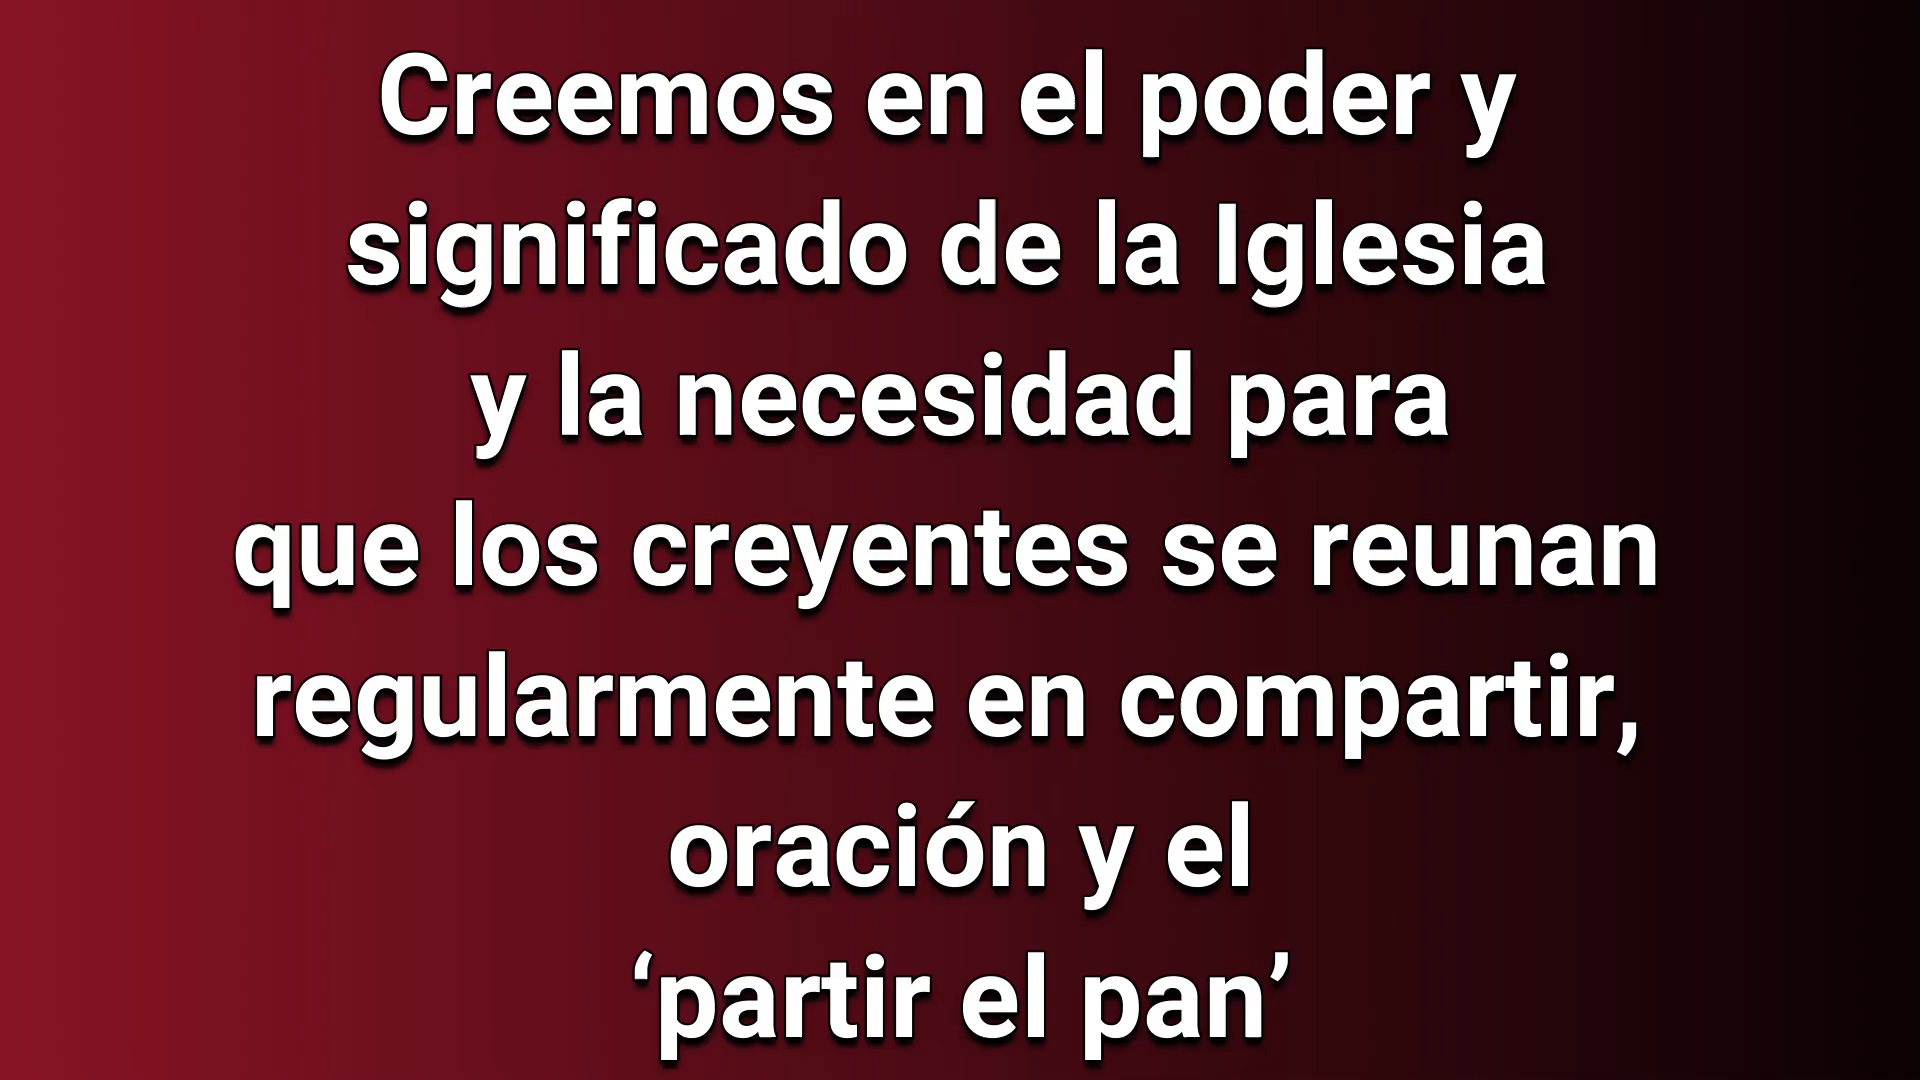 Creemos en el poder y
significado de la Iglesia
y la necesidad para
que los creyentes se reunan
regularmente en compartir,
oración y el
‘partir el pan’